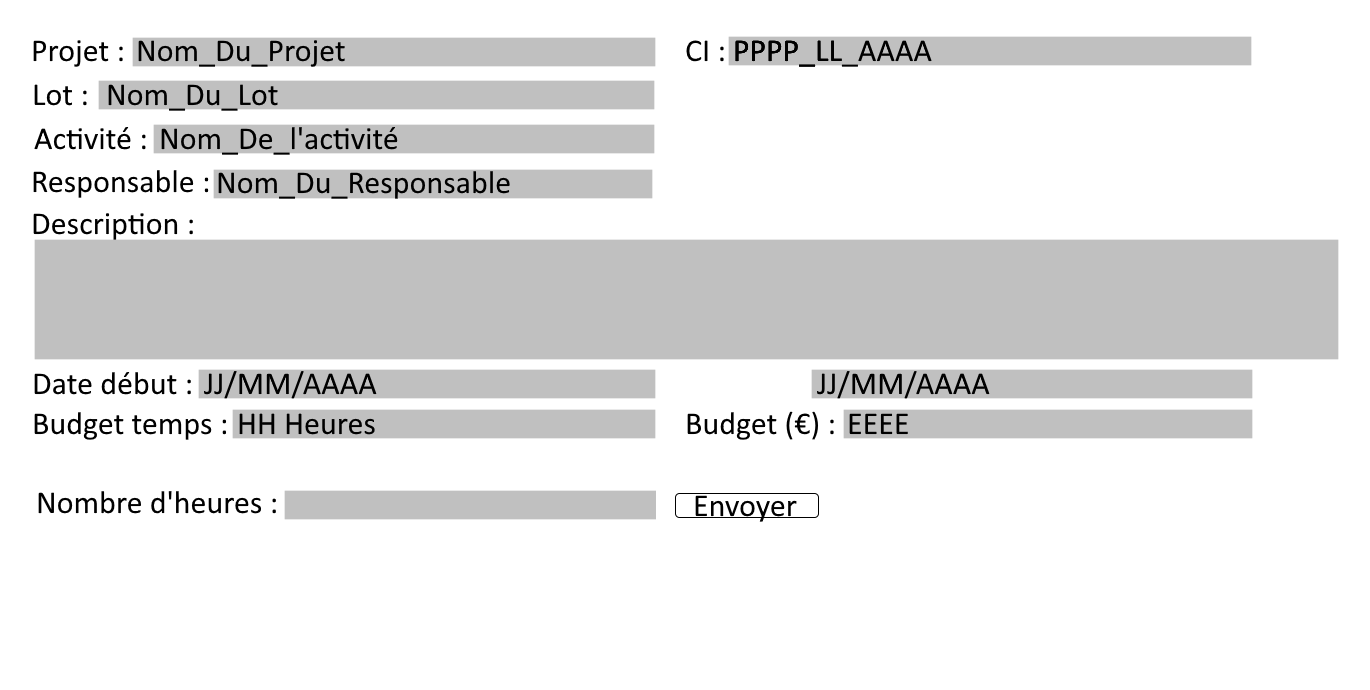 Projet : Nom_Du_Projet CI : PPPP_LL_AAAA
Lot : Nom_Du_Lot
Activité : Nom_De_l'activité
Responsable : Nom_Du_Responsable
Description :
Date début : JJ/MM/AAAA JJ/MM/AAAA
Budget temps : HH Heures Budget (€) : EEEE
Nombre d'heures : Envoyer